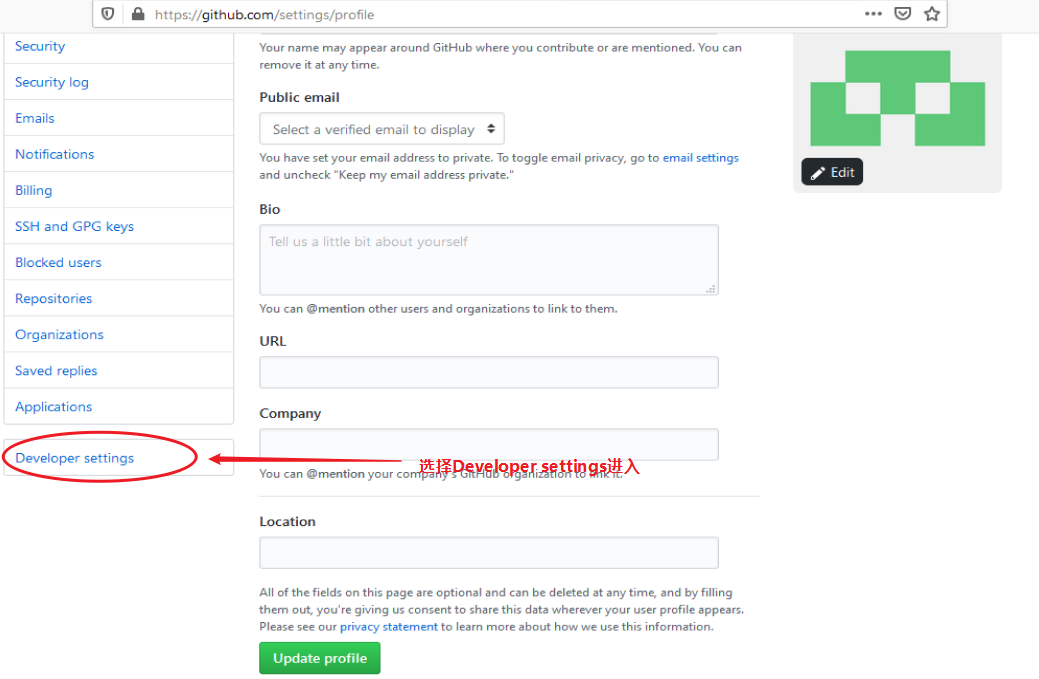 https://github.com/settings/profile
Security
Security log
Emails
Notifications
Billing
SSH and GPG keys
Blocked users
Repositories
Organizations
Saved replies
Applications
Developer settings
Your name may appear around GitHub where you contribute or are mentioned. You can
remove it at any time.
Public email
Select a verified email to display
You have set your email address to private. To toggle email privacy, go to email settings
and uncheck "Keep my email address private."
Bio
Tell us a little bit about yourself
You can @mention other users and organizations to link to them.
URL
Company
选择Developer settings进入
You can @mention your company's GitHub organization to link it.
Location
All of the fields on this page are optional and can be deleted at any time, and by filling
them out, you're giving us consent to share this data wherever your user profile appears.
Please see our privacy statement to learn more about how we use this information.
Update profile
Edit